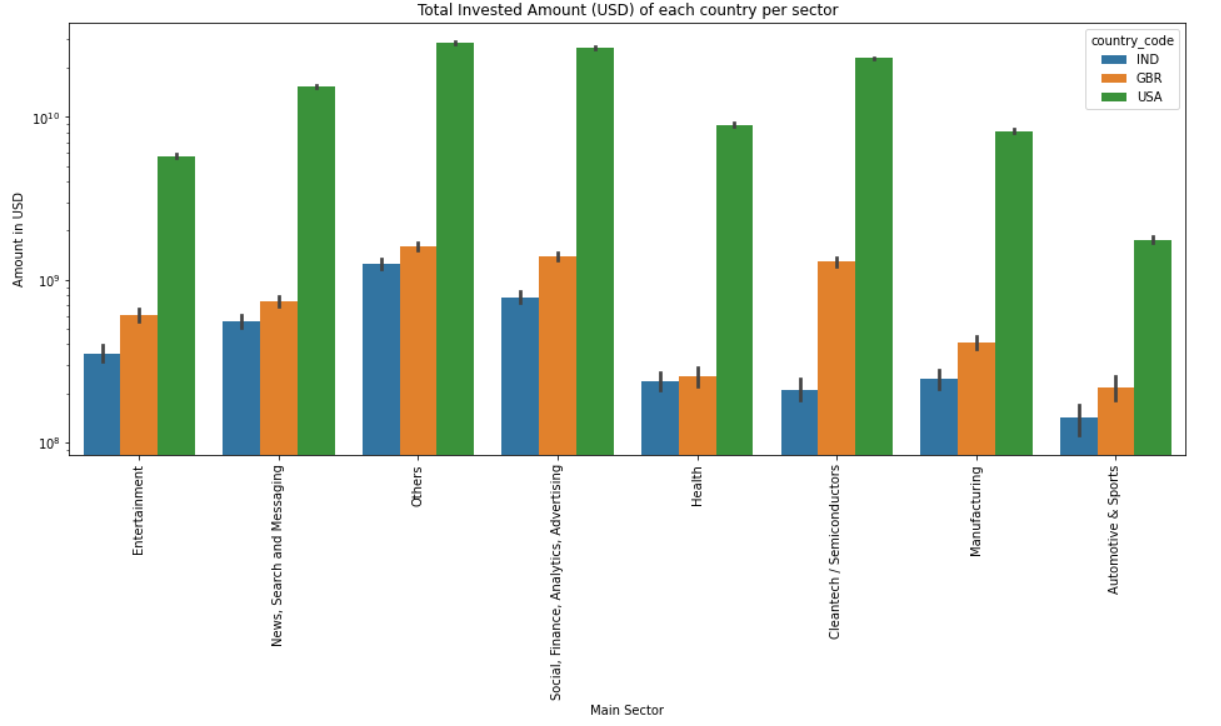 Total Invested Amount (USD) of each country per sector
country_code
IND
GBR
USA
Amount in USD
10^10
10^9
10^8
Entertainment
News, Search and Messaging
Others
Social, Finance, Analytics, Advertising
Health
Cleantech / Semiconductors
Manufacturing
Automotive & Sports
Main Sector